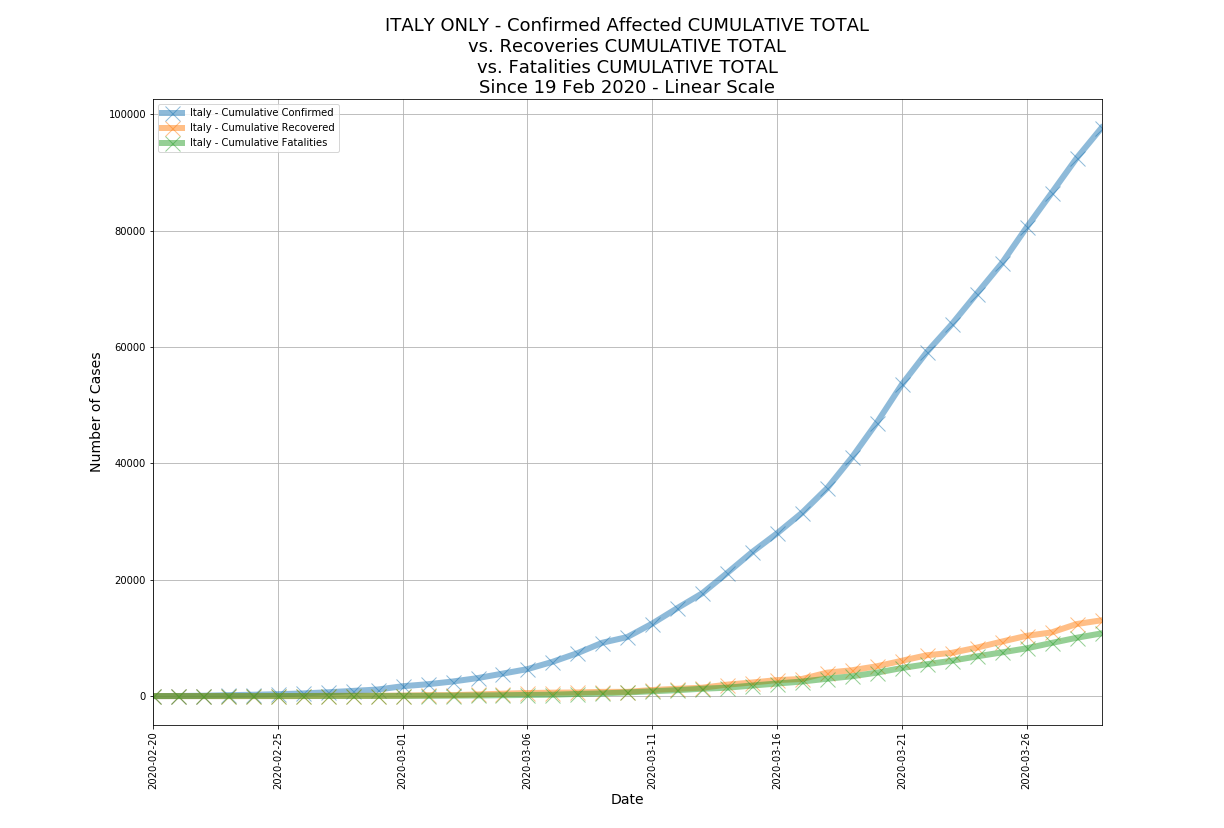 ITALY ONLY - Confirmed Affected CUMULATIVE TOTAL
vs. Recoveries CUMULATIVE TOTAL
vs. Fatalities CUMULATIVE TOTAL
Since 19 Feb 2020 - Linear Scale
Italy - Cumulative Confirmed
Italy - Cumulative Recovered
Italy - Cumulative Fatalities
100000
80000
60000
40000
20000
0
Number of Cases
2020-02-20
2020-02-25
2020-03-01
2020-03-06
2020-03-11
2020-03-16
2020-03-21
2020-03-26
Date